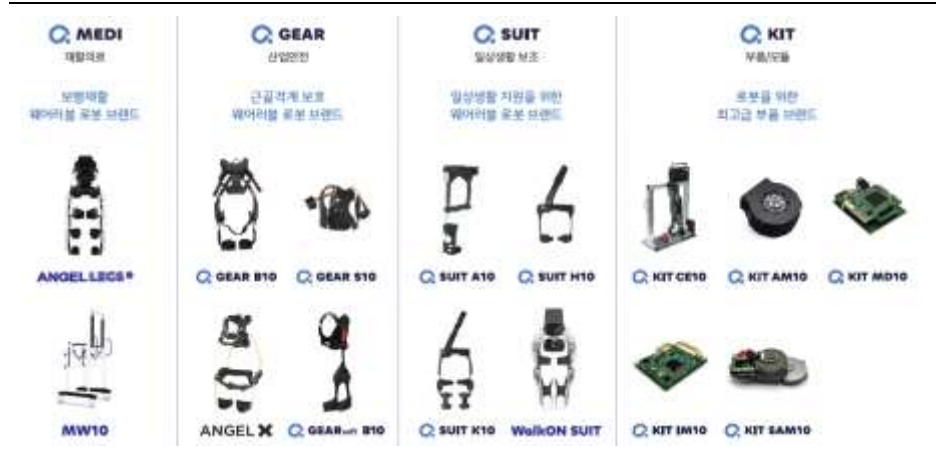 MEDI
재활의료
보행재활
웨어러블 로봇 브랜드
ANGEL LEGS
MW10
GEAR
산업안전
근골격계 보호
웨어러블 로봇 브랜드
GEAR B10
GEAR S10
ANGEL X
GEAR B10
SUIT
일상생활 보조
일상생활 지원을 위한
웨어러블 로봇 브랜드
SUIT A10
SUIT H10
SUIT K10
WalkON SUIT
KIT
부품/모듈
로봇을 위한
최고급 부품 브랜드
KIT CE10
KIT AM10
KIT MD10
KIT IM10
KIT SAM10